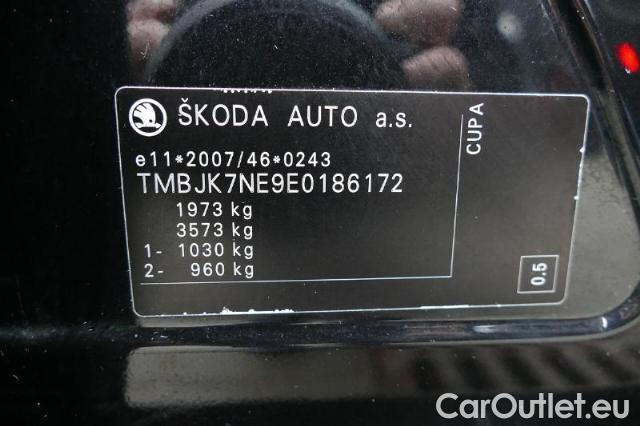 ŠKODA AUTO a.s.
e11*2007/46*0243
TMBJK7NE9E0186172
1973 kg
3573 kg
1- 1030 kg
2- 960 kg
CUPA
0.5
CarOutlet.eu